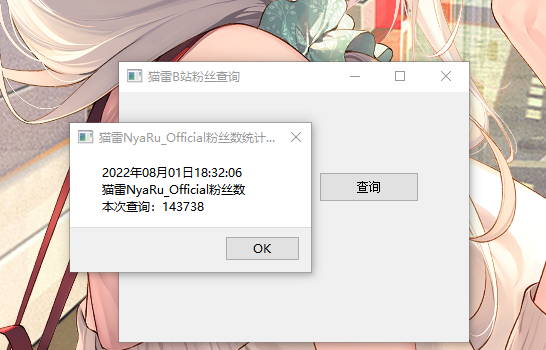 猫雷B站粉丝查询
猫雷NyaRu_Official粉丝数统计...
2022年08月01日18:32:06
猫雷NyaRu_Official粉丝数
本次查询：143738
查询
OK